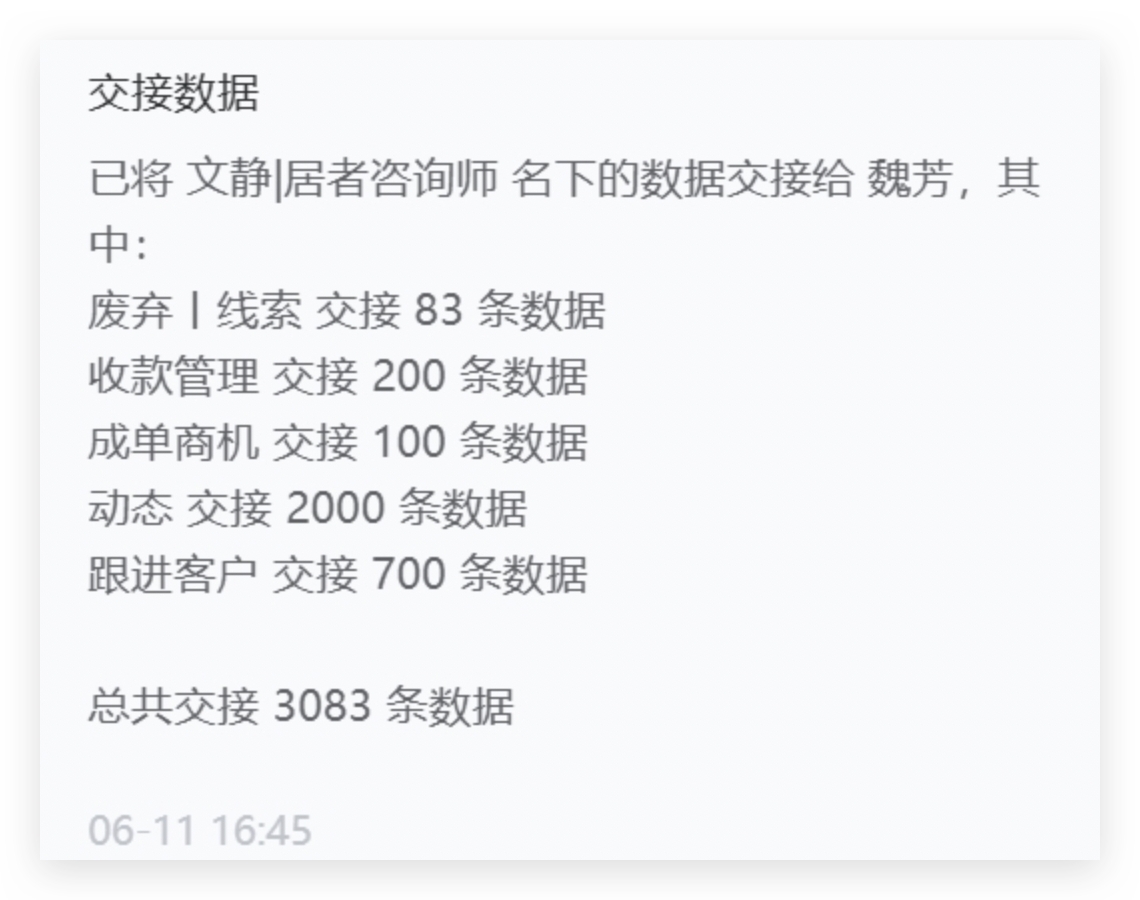 交接数据
已将 文静|居者咨询师 名下的数据交接给 魏芳，其
中：
废弃丨线索 交接 83 条数据
收款管理 交接 200 条数据
成单商机 交接 100 条数据
动态 交接 2000 条数据
跟进客户 交接 700 条数据
总共交接 3083 条数据
06-11 16:45